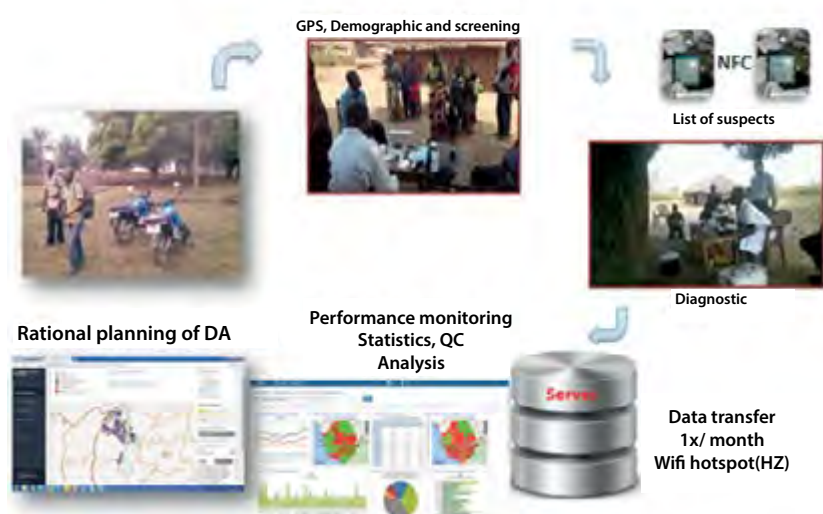 GPS, Demographic and screening
NFC
List of suspects
Diagnostic
Rational planning of DA
Performance monitoring
Statistics, QC
Analysis
Server
Data transfer
1x/ month
Wifi hotspot(HZ)